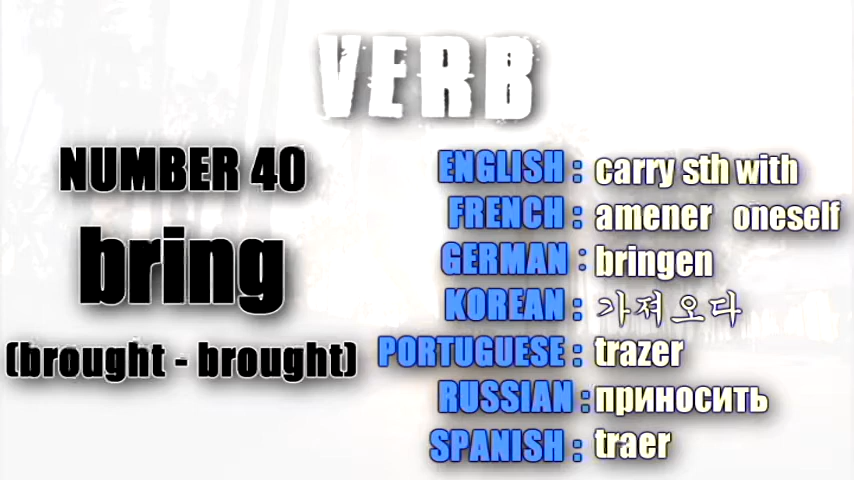 VERB
NUMBER 40
bring
(brought - brought)
ENGLISH : carry sth with
FRENCH : amener oneself
GERMAN : bringen
KOREAN : 가져오다
PORTUGUESE : trazer
RUSSIAN : приносить
SPANISH : traer